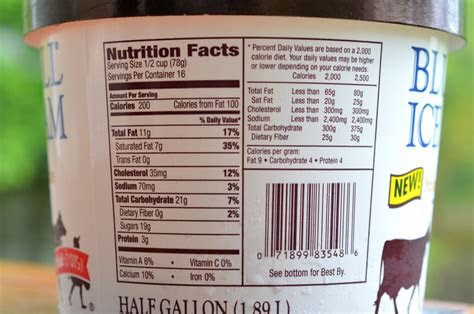 BL
ICE
L
M
Nutrition Facts
Serving Size 1/2 cup (78g)
Servings Per Container 16
Amount Per Serving
Calories 200 Calories from Fat 100
% Daily Value*
Total Fat 11g 17%
Saturated Fat 7g 35%
Trans Fat 0g
Cholesterol 35mg 12%
Sodium 70mg 3%
Total Carbohydrate 21g 7%
Dietary Fiber 0g 0%
Sugars 19g
Protein 3g
Vitamin A 6% • Vitamin C 0%
Calcium 10% • Iron 0%
* Percent Daily Values are based on a 2,000
calorie diet. Your daily values may be higher
or lower depending on your calorie needs:
Calories 2,000 2,500
Total Fat Less than 65g 80g
Sat Fat Less than 20g 25g
Cholesterol Less than 300mg 300mg
Sodium Less than 2,400mg 2,400mg
Total Carbohydrate 300g 375g
Dietary Fiber 25g 30g
Calories per gram:
Fat 9 • Carbohydrate 4 • Protein 4
0 71899 83548 6
See bottom for Best By.
NEW!
HALF GALLON (1.89 L)